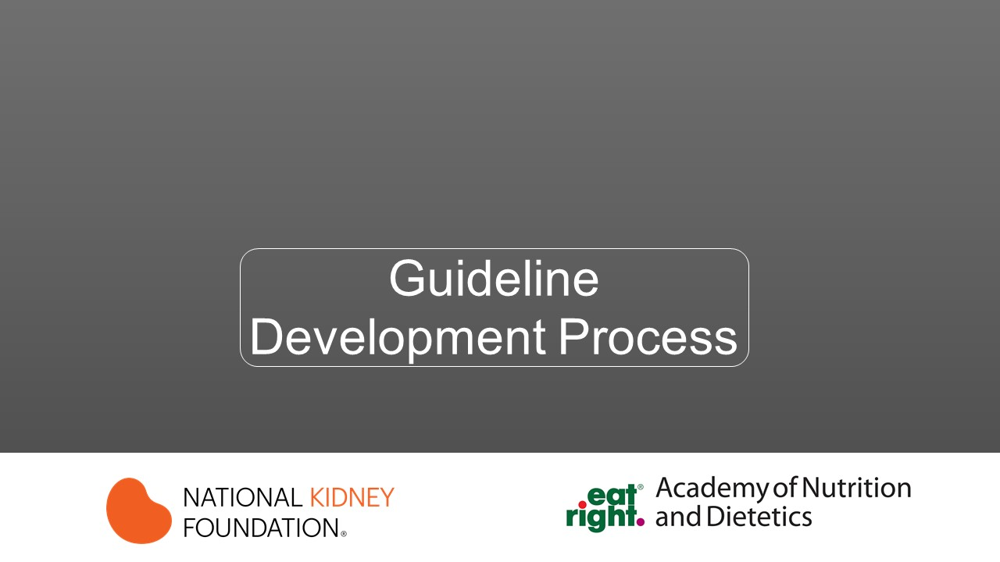 Guideline
Development Process
NATIONAL KIDNEY
FOUNDATION®
eat®
right.
Academy of Nutrition
and Dietetics